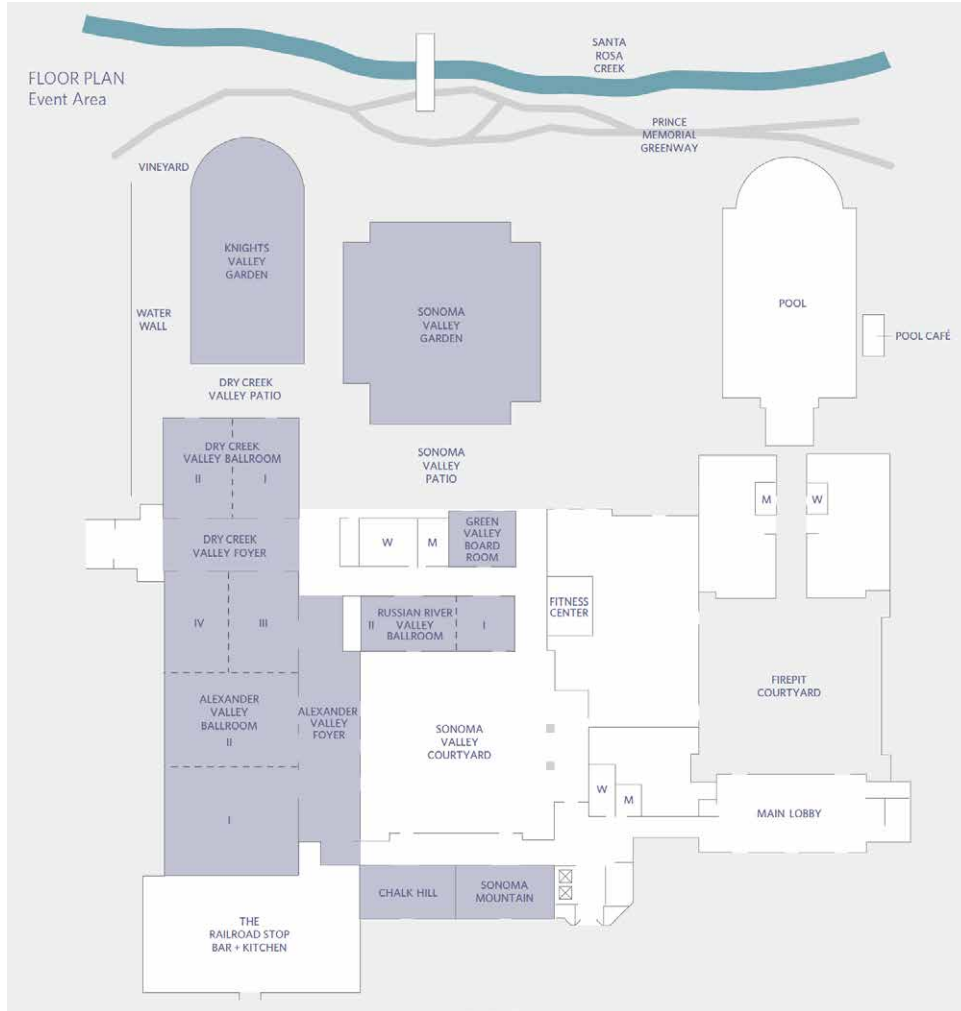 SANTA
ROSA
CREEK
FLOOR PLAN
Event Area
PRINCE
MEMORIAL
GREENWAY
VINEYARD
KNIGHTS
VALLEY
GARDEN
WATER
WALL
SONOMA
VALLEY
GARDEN
POOL
POOL CAFÉ
DRY CREEK
VALLEY PATIO
DRY CREEK
VALLEY BALLROOM
II
I
SONOMA
VALLEY
PATIO
M
W
DRY CREEK
VALLEY FOYER
W
M
GREEN
VALLEY
BOARD
ROOM
FITNESS
CENTER
RUSSIAN RIVER
VALLEY
BALLROOM
II
I
IV
III
ALEXANDER
VALLEY
BALLROOM
II
I
ALEXANDER
VALLEY
FOYER
SONOMA
VALLEY
COURTYARD
FIREPIT
COURTYARD
W
M
MAIN LOBBY
CHALK HILL
SONOMA
MOUNTAIN
THE
RAILROAD STOP
BAR + KITCHEN